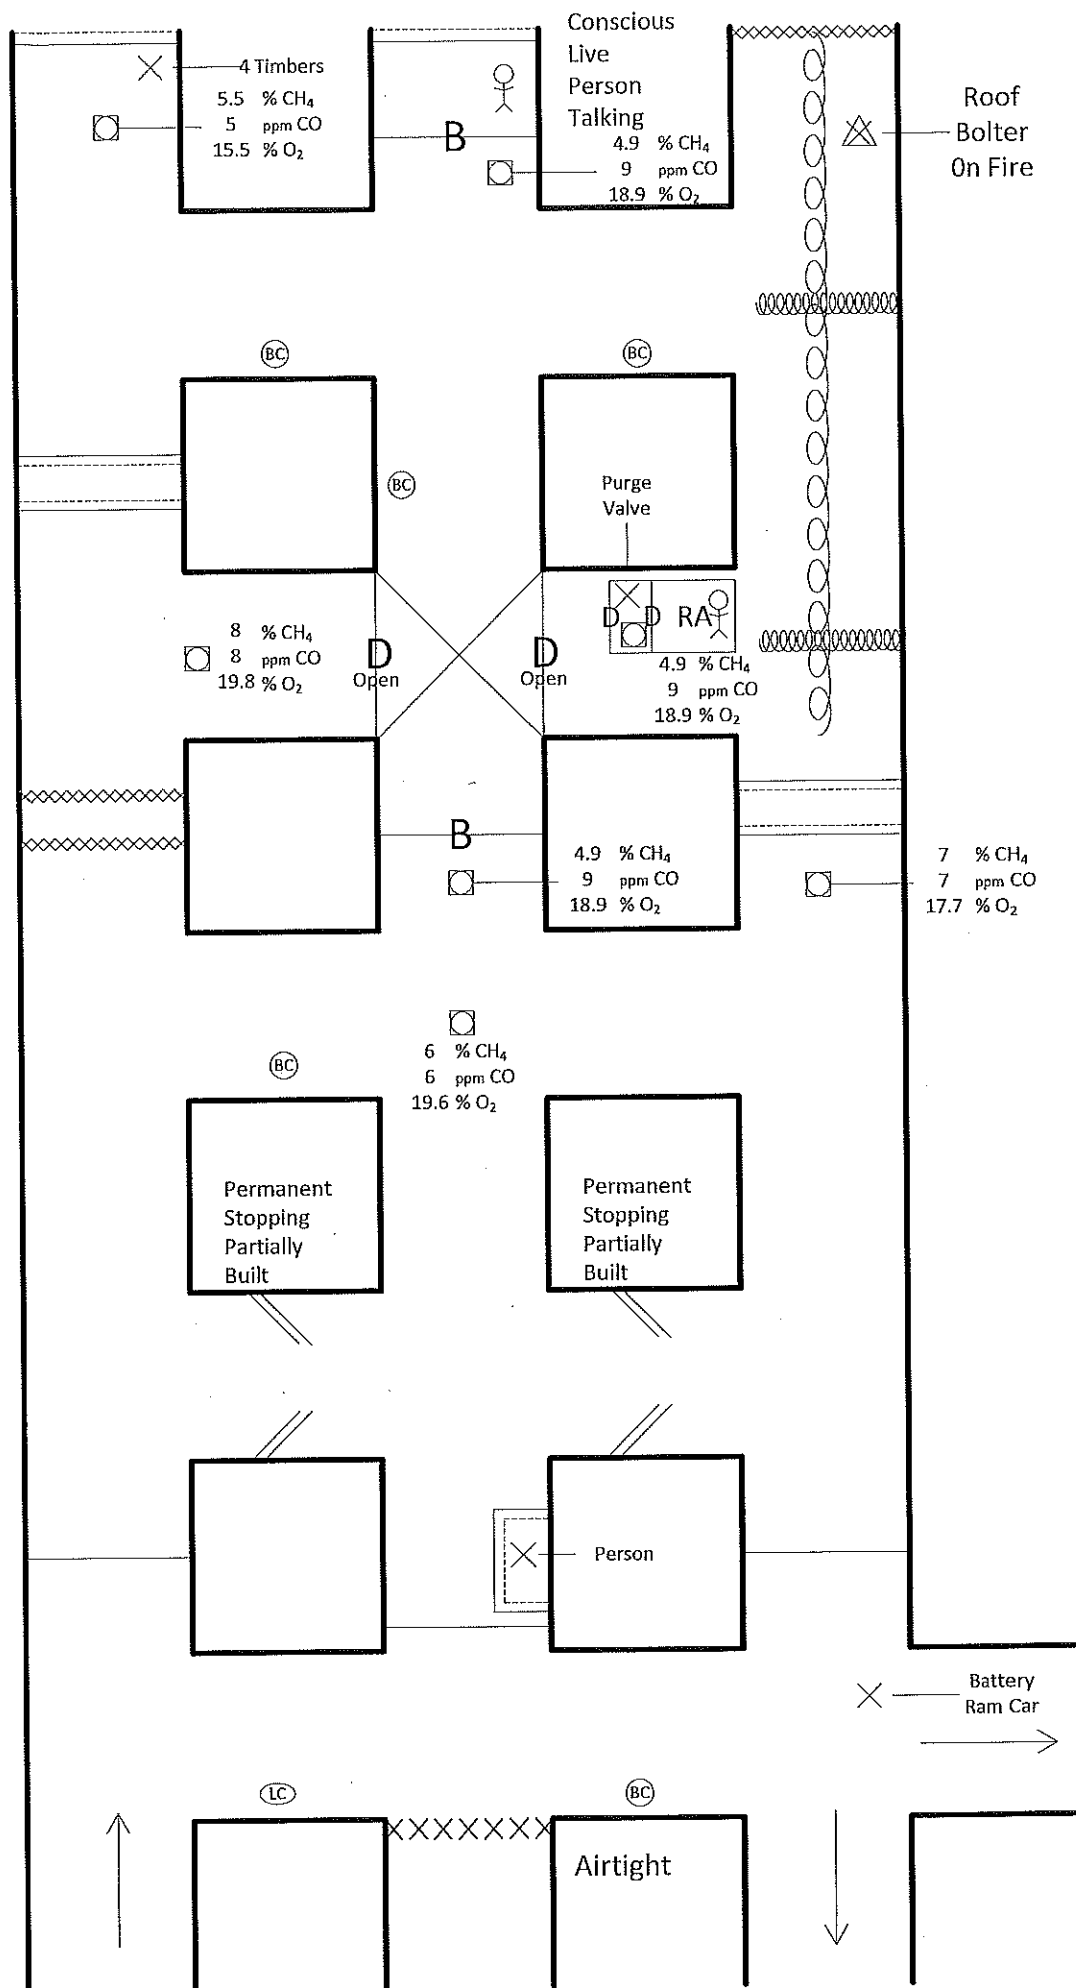 Conscious
Live
Person
Talking
4 Timbers
5.5 % CH₄
5 ppm CO
15.5 % O₂
B
4.9 % CH₄
9 ppm CO
18.9 % O₂
Roof
Bolter
0n Fire
BC
BC
BC
Purge
Valve
D D RA
8 % CH₄
8 ppm CO
19.8 % O₂
D
Open
D
Open
4.9 % CH₄
9 ppm CO
18.9 % O₂
B
4.9 % CH₄
9 ppm CO
18.9 % O₂
7 % CH₄
7 ppm CO
17.7 % O₂
6 % CH₄
6 ppm CO
19.6 % O₂
BC
Permanent
Stopping
Partially
Built
Permanent
Stopping
Partially
Built
Person
Battery
Ram Car
LC
BC
Airtight